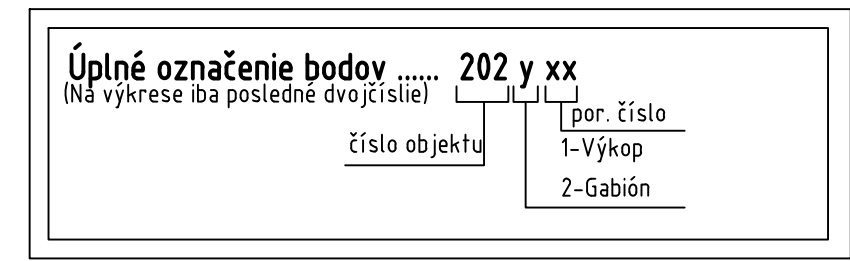 Úplné označenie bodov ...... 202 y xx
(Na výkrese iba posledné dvojčíslie)
por. číslo
číslo objektu
1-Výkop
2-Gabión